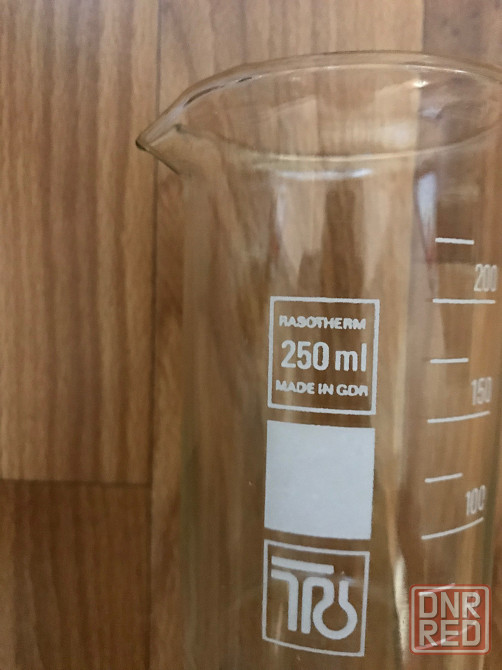 RASOTHERM
250 ml
MADE IN GDR
200
150
100
DNR
RED